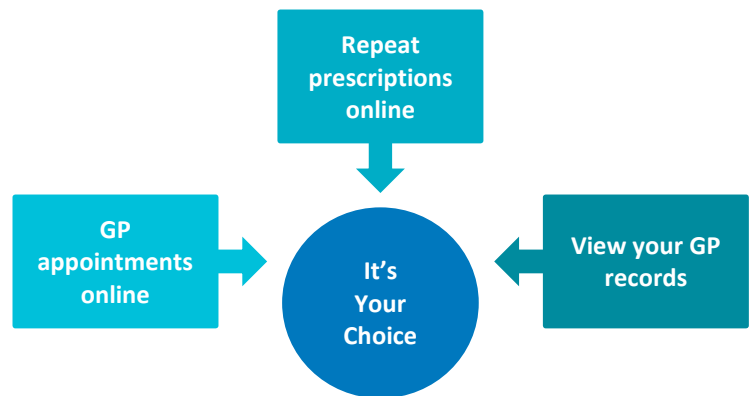 Repeat
prescriptions
online
GP
appointments
online
It’s
Your
Choice
View your GP
records